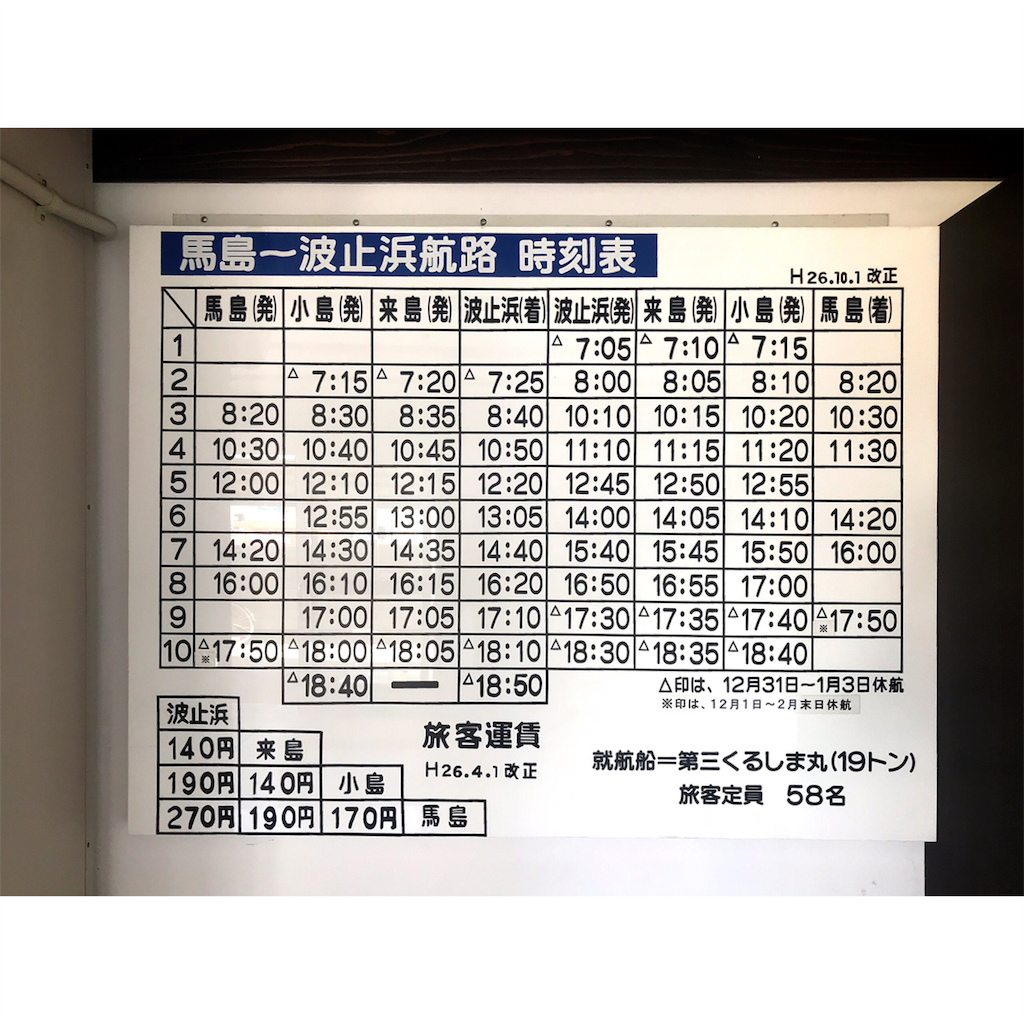 馬島～波止浜航路 時刻表
H26.10.1改正
馬島(発) 小島(発) 来島(発) 波止浜(着) 波止浜(発) 来島(発) 小島(発) 馬島(着)
1 △7:05 △7:10 △7:15
2 △7:15 △7:20 △7:25 8:00 8:05 8:10 8:20
3 8:20 8:30 8:35 8:40 10:10 10:15 10:20 10:30
4 10:30 10:40 10:45 10:50 11:10 11:15 11:20 11:30
5 12:00 12:10 12:15 12:20 12:45 12:50 12:55
6 12:55 13:00 13:05 14:00 14:05 14:10 14:20
7 14:20 14:30 14:35 14:40 15:40 15:45 15:50 16:00
8 16:00 16:10 16:15 16:20 16:50 16:55 17:00
9 17:00 17:05 17:10 △17:30 △17:35 △17:40 △※17:50
10 △※17:50 △18:00 △18:05 △18:10 △18:30 △18:35 △18:40
△18:40 ー △18:50
△印は、12月31日～1月3日休航
※印は、12月1日～2月末日休航
波止浜
140円 来島
190円 140円 小島
270円 190円 170円 馬島
旅客運賃
H26.4.1改正
就航船＝第三くるしま丸(19トン)
旅客定員 58名